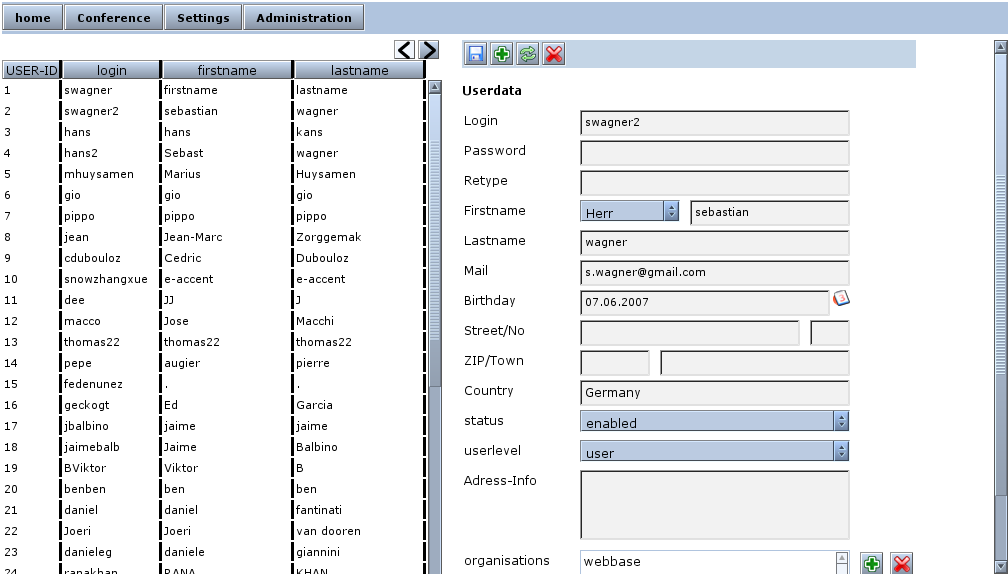 home Conference Settings Administration
USER-ID login firstname lastname
1 swagner firstname lastname
2 swagner2 sebastian wagner
3 hans hans kans
4 hans2 Sebast wagner
5 mhuysamen Marius Huysamen
6 gio gio gio
7 pippo pippo pippo
8 jean Jean-Marc Zorggemak
9 cdubouloz Cedric Dubouloz
10 snowzhangxue e-accent e-accent
11 dee JJ J
12 macco Jose Macchi
13 thomas22 thomas22 thomas22
14 pepe augier pierre
15 fedenunez . .
16 geckogt Ed Garcia
17 jbalbino jaime jaime
18 jaimebalb Jaime Balbino
19 BViktor Viktor B
20 benben ben ben
21 daniel daniel fantinati
22 Joeri Joeri van dooren
23 danieleg daniele giannini
24 ranakhan RANA KHAN
Userdata
Login swagner2
Password
Retype
Firstname Herr sebastian
Lastname wagner
Mail s.wagner@gmail.com
Birthday 07.06.2007
Street/No
ZIP/Town
Country Germany
status enabled
userlevel user
Adress-Info
organisations webbase